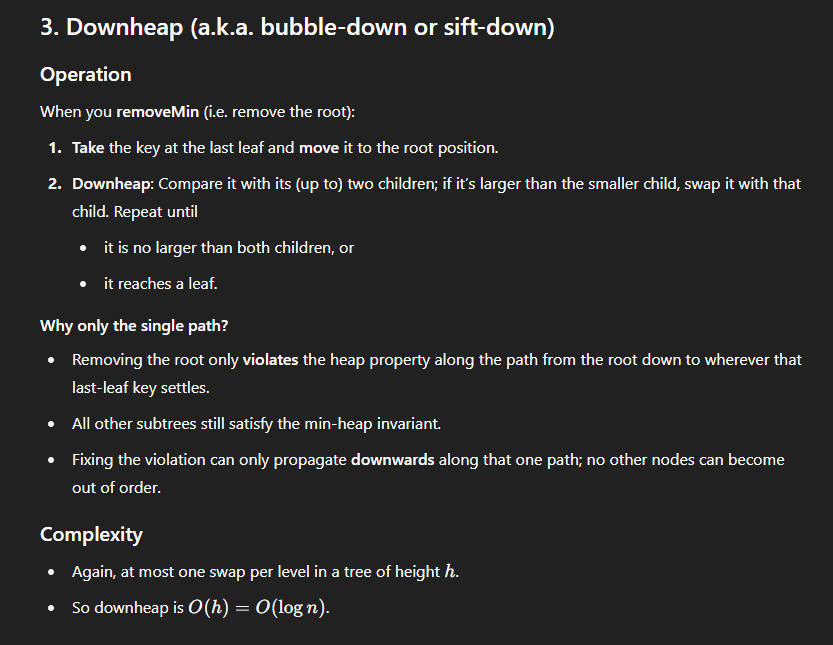 3. Downheap (a.k.a. bubble-down or sift-down)
Operation
When you removeMin (i.e. remove the root):
1. Take the key at the last leaf and move it to the root position.
2. Downheap: Compare it with its (up to) two children; if it's larger than the smaller child, swap it with that
child. Repeat until
• it is no larger than both children, or
• it reaches a leaf.
Why only the single path?
• Removing the root only violates the heap property along the path from the root down to wherever that
last-leaf key settles.
• All other subtrees still satisfy the min-heap invariant.
• Fixing the violation can only propagate downwards along that one path; no other nodes can become
out of order.
Complexity
• Again, at most one swap per level in a tree of height h.
• So downheap is O(h) = O(log n).